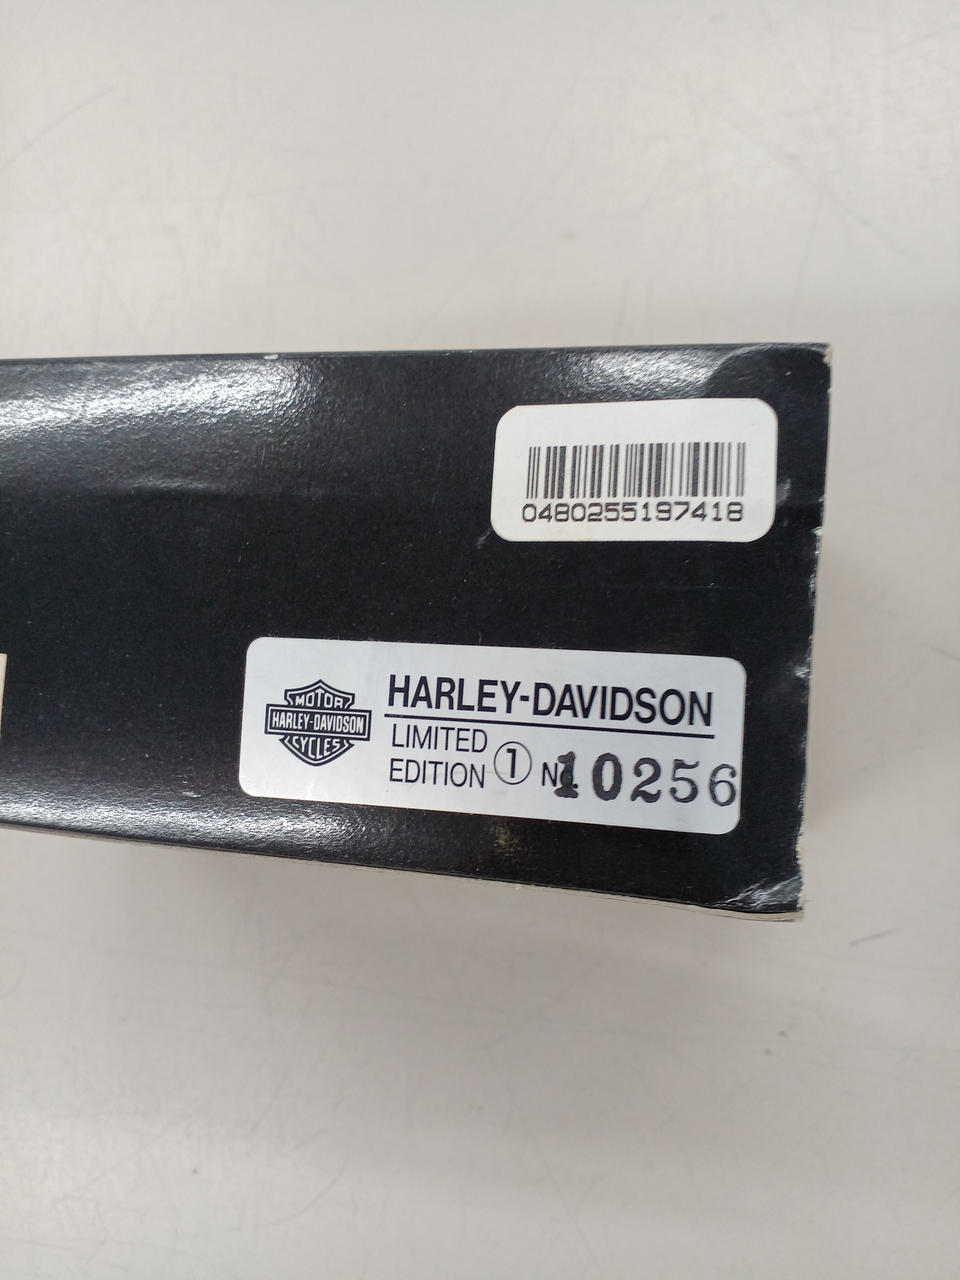 0480255197418
MOTOR
HARLEY-DAVIDSON
CYCLES
HARLEY-DAVIDSON
LIMITED
EDITION ① No. 10256